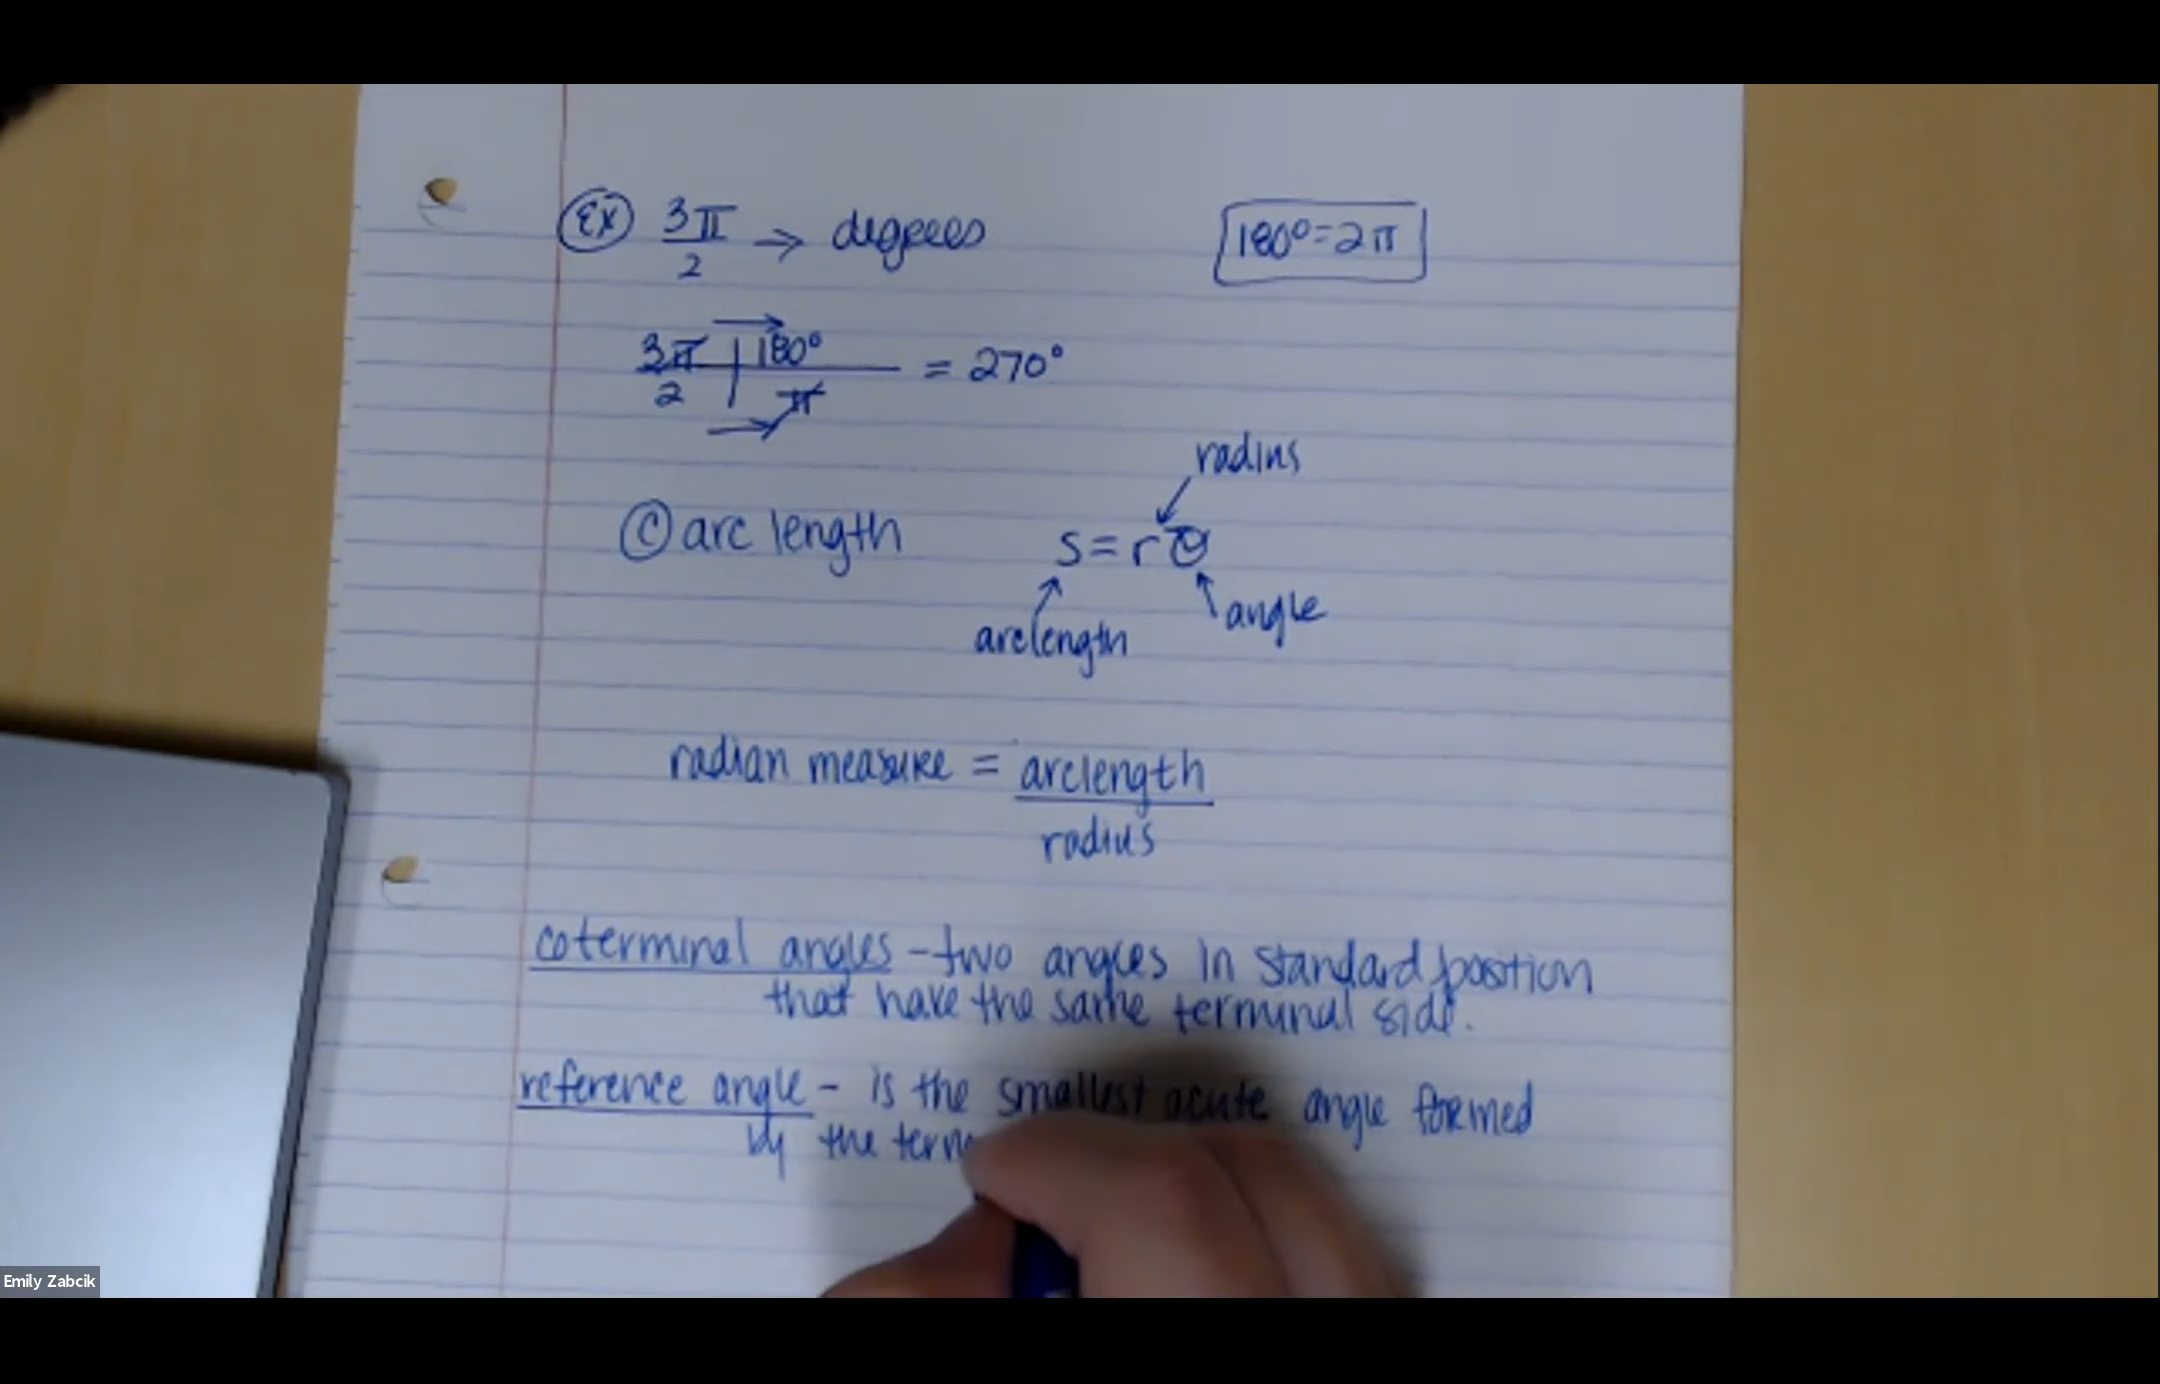 Ex 3π/2 → degrees
180° = 2π
3π/2 | 180°/π = 270°
radius
© arc length s = rθ
angle
arclength
radian measure = arclength
radius
coterminal angles - two angles in standard position
that have the same terminal side.
reference angle - is the smallest acute angle formed
by the term
Emily Zabcik